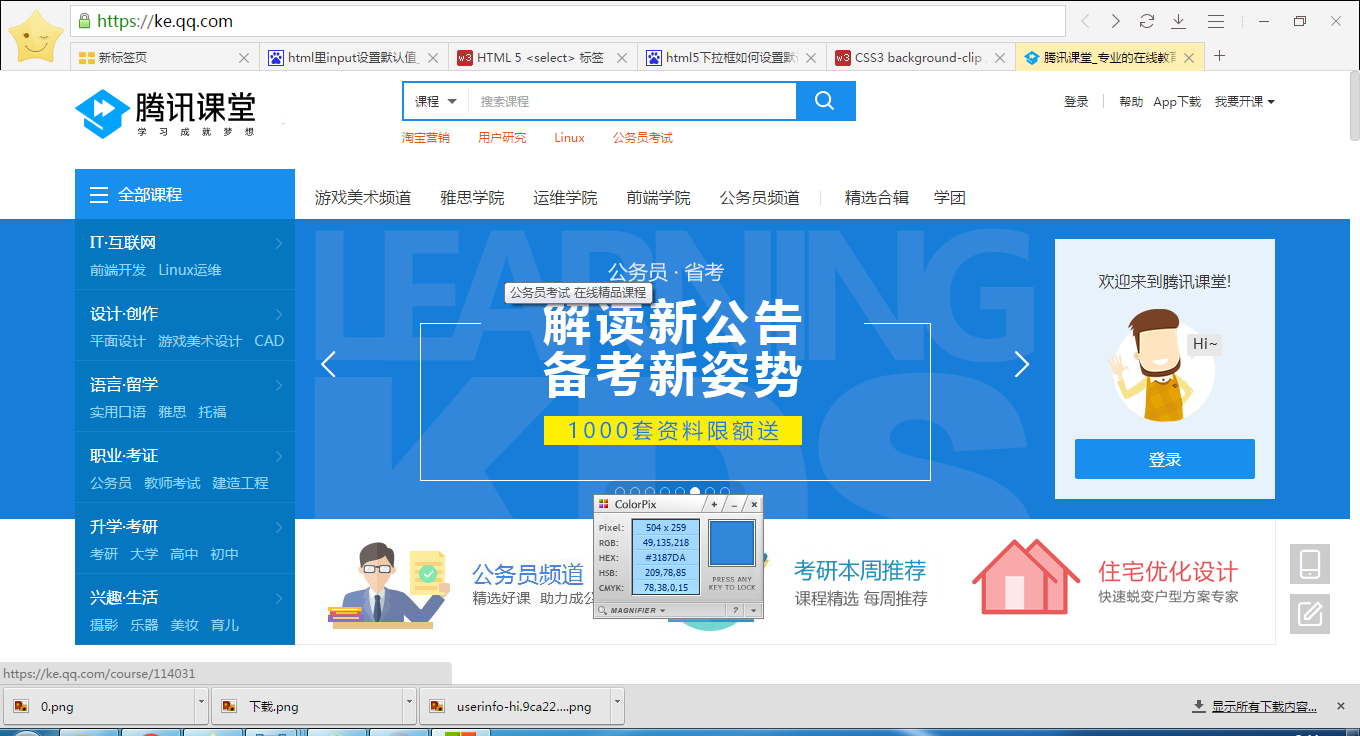 https://ke.qq.com
新标签页
html里input设置默认值_
HTML 5 <select> 标签
html5下拉框如何设置默
CSS3 background-clip
腾讯课堂_专业的在线教育
腾讯课堂
学习成就梦想
课程
搜索课程
登录
帮助
App下载
我要开课
淘宝营销
用户研究
Linux
公务员考试
全部课程
游戏美术频道
雅思学院
运维学院
前端学院
公务员频道
精选合辑
学团
IT·互联网
前端开发 Linux运维
设计·创作
平面设计 游戏美术设计 CAD
语言·留学
实用口语 雅思 托福
职业·考证
公务员 教师考试 建造工程
升学·考研
考研 大学 高中 初中
兴趣·生活
摄影 乐器 美妆 育儿
LEARNING
KDS
公务员 · 省考
公务员考试 在线精品课程
解读新公告
备考新姿势
1000套资料限额送
欢迎来到腾讯课堂!
Hi~
登录
ColorPix
Pixel: 504 x 259
RGB: 49,135,218
HEX: #3187DA
HSB: 209,78,85
CMYK: 78,38,0,15
PRESS ANY
KEY TO LOCK
MAGNIFIER
?
公务员频道
精选好课 助力成公
考研本周推荐
课程精选 每周推荐
住宅优化设计
快速蜕变户型方案专家
https://ke.qq.com/course/114031
0.png
下载.png
userinfo-hi.9ca22....png
显示所有下载内容...